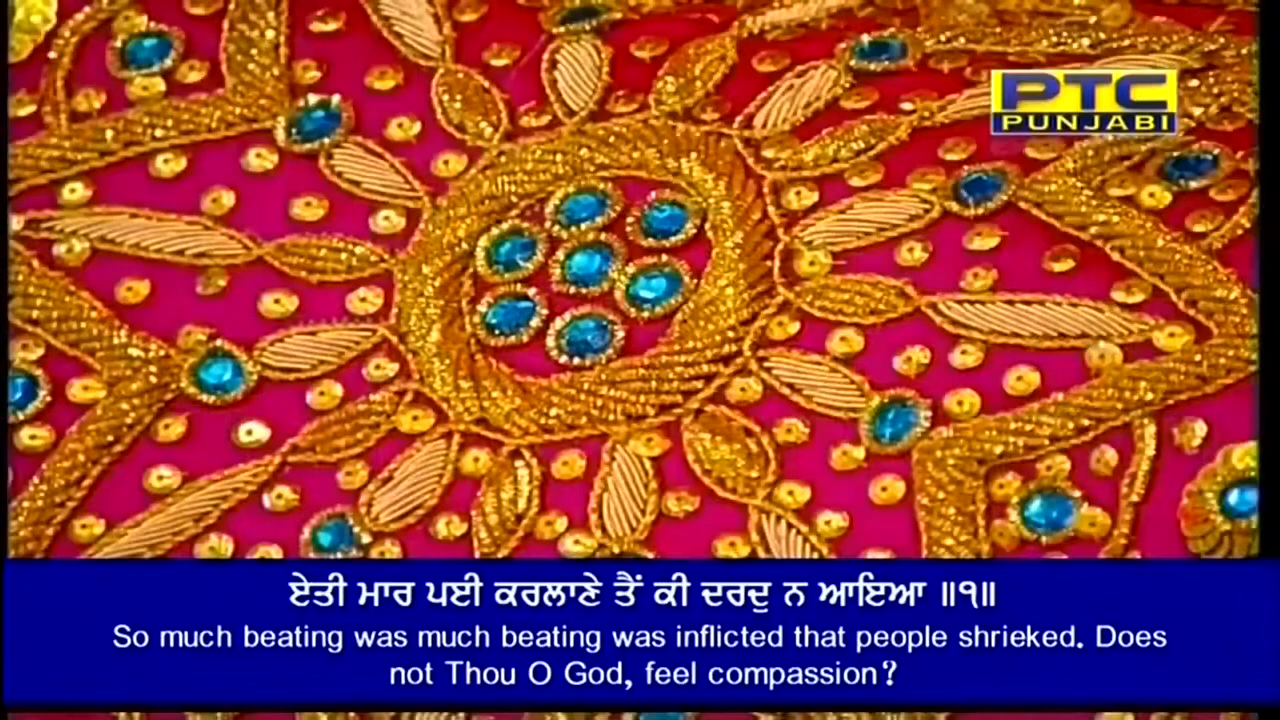 PTC
PUNJABI
ਏਤੀ ਮਾਰ ਪਈ ਕਰਲਾਣੇ ਤੈਂ ਕੀ ਦਰਦੁ ਨ ਆਇਆ ॥੧॥
So much beating was much beating was inflicted that people shrieked. Does
not Thou O God, feel compassion?